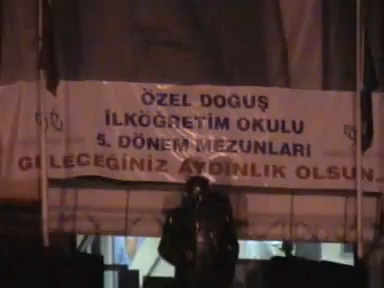 ÖZEL DOĞUŞ
İLKÖĞRETİM OKULU
5. DÖNEM MEZUNLARI
GELECEĞİNİZ AYDINLIK OLSUN.